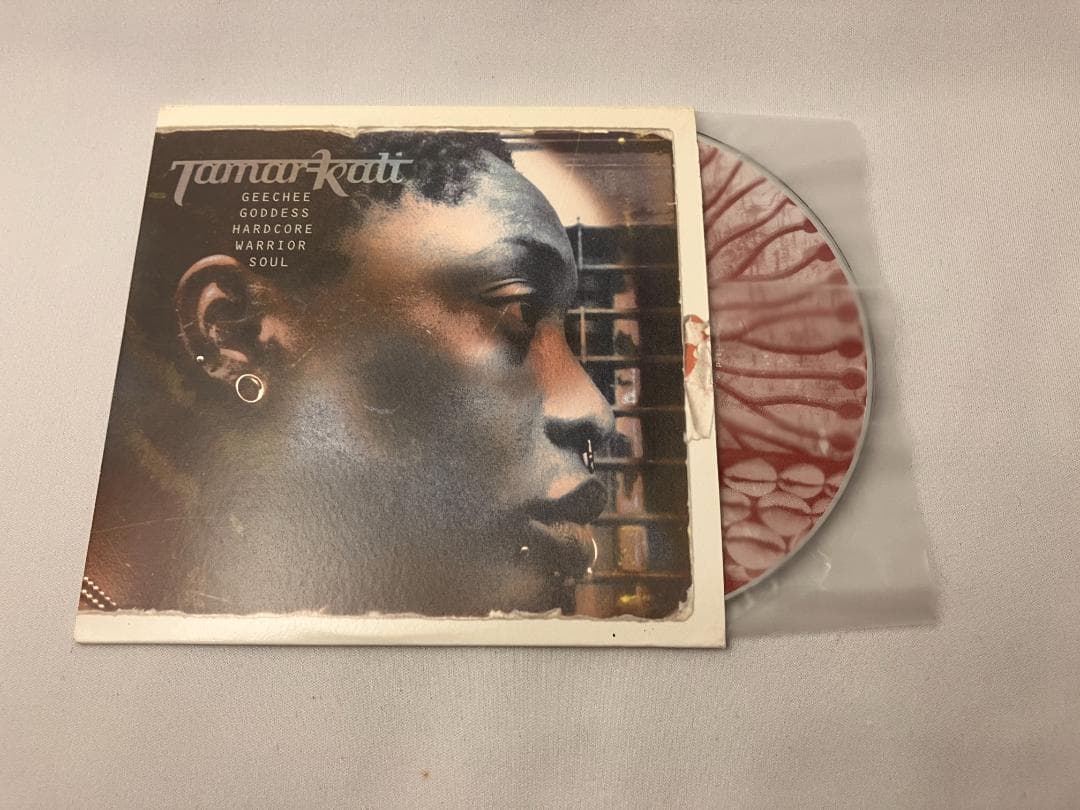 Tamar-kali
GEECHEE
GODDESS
HARDCORE
WARRIOR
SOUL